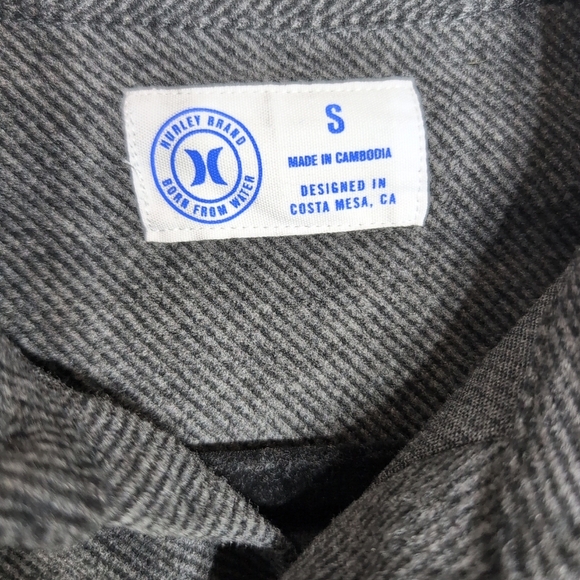 HURLEY BRAND
BORN FROM WATER
S
MADE IN CAMBODIA
DESIGNED IN
COSTA MESA, CA